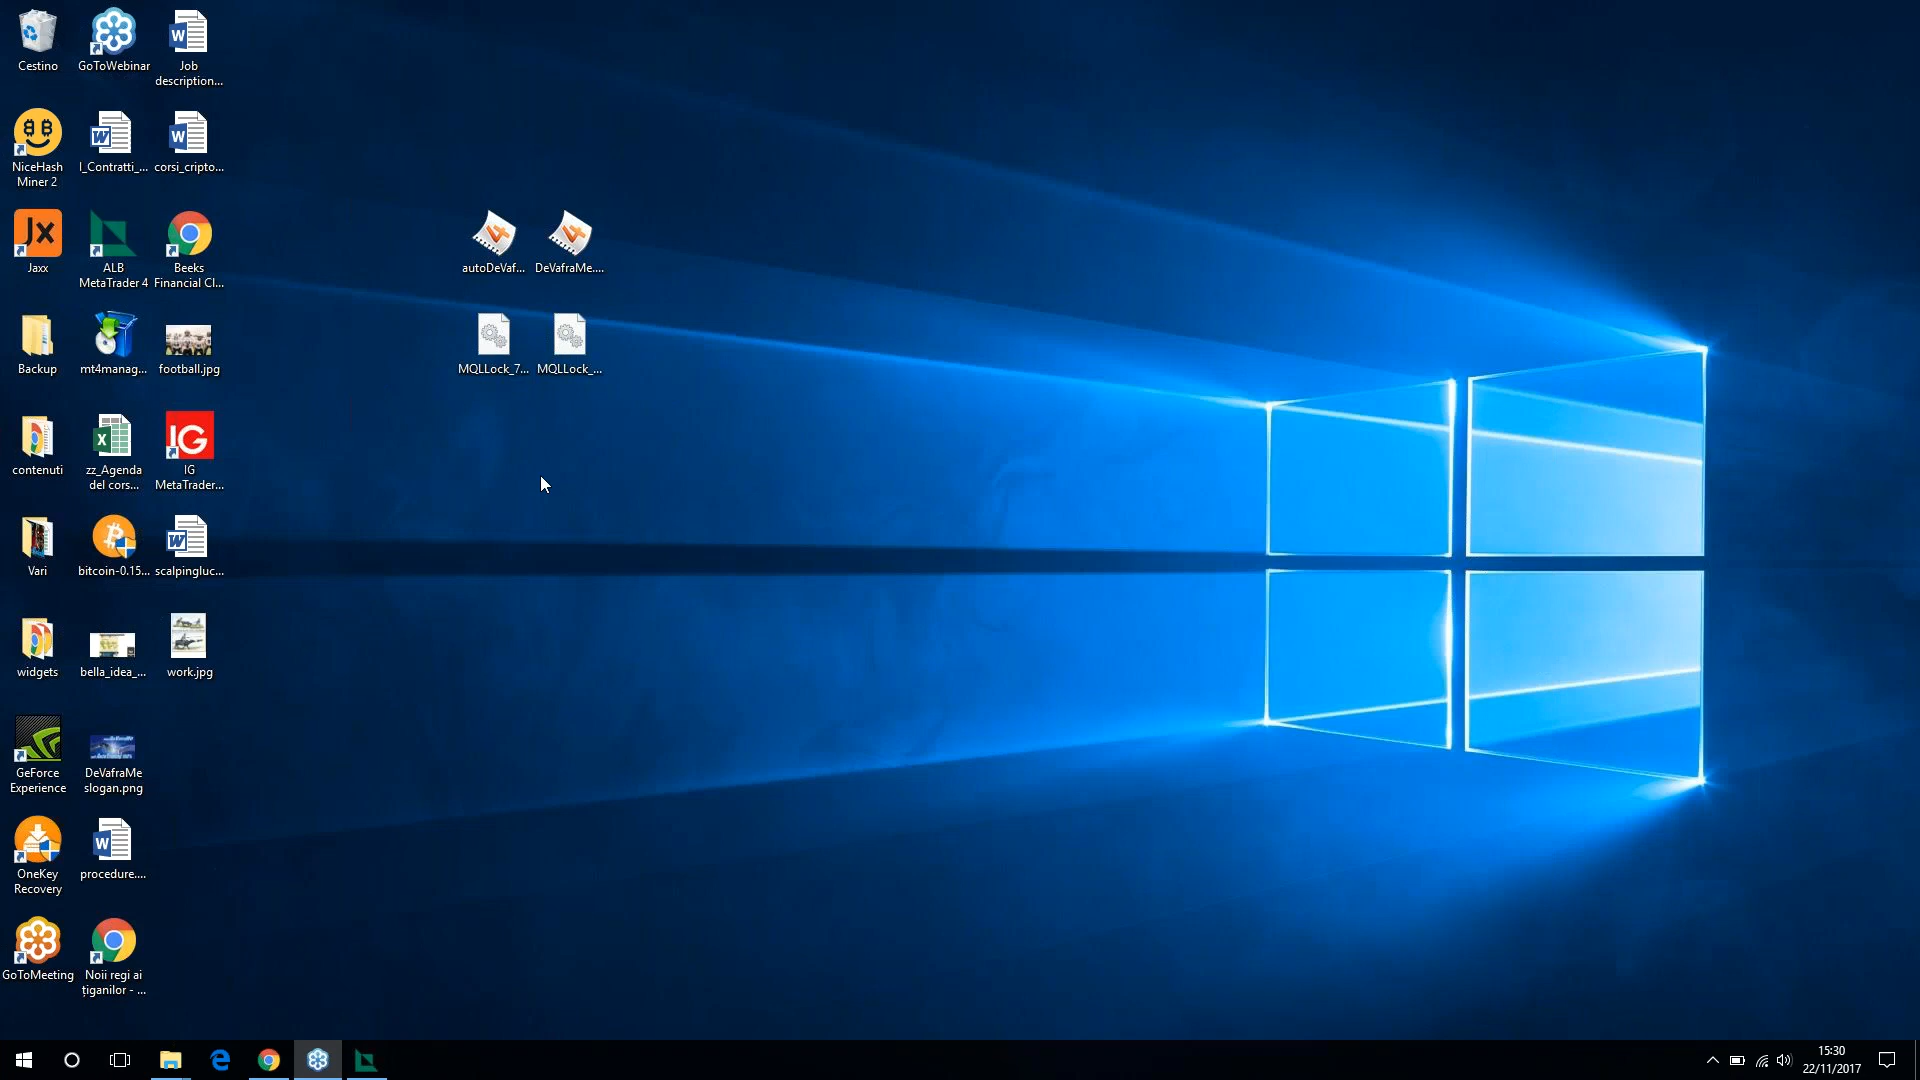 Cestino
GoToWebinar
Job
description...
NiceHash
Miner 2
I_Contratti_...
corsi_cripto...
Jaxx
ALB
MetaTrader 4
Beeks
Financial Cl...
autoDeVaf...
DeVafraMe....
Backup
mt4manag...
football.jpg
MQLLock_7...
MQLLock_...
contenuti
zz_Agenda
del cors...
IG
IG
MetaTrader...
Vari
bitcoin-0.15...
scalpingluc...
widgets
bella_idea_...
work.jpg
GeForce
Experience
DeVafraMe
slogan.png
OneKey
Recovery
procedure....
GoToMeeting
Noii regi ai
țiganilor - ...
15:30
22/11/2017